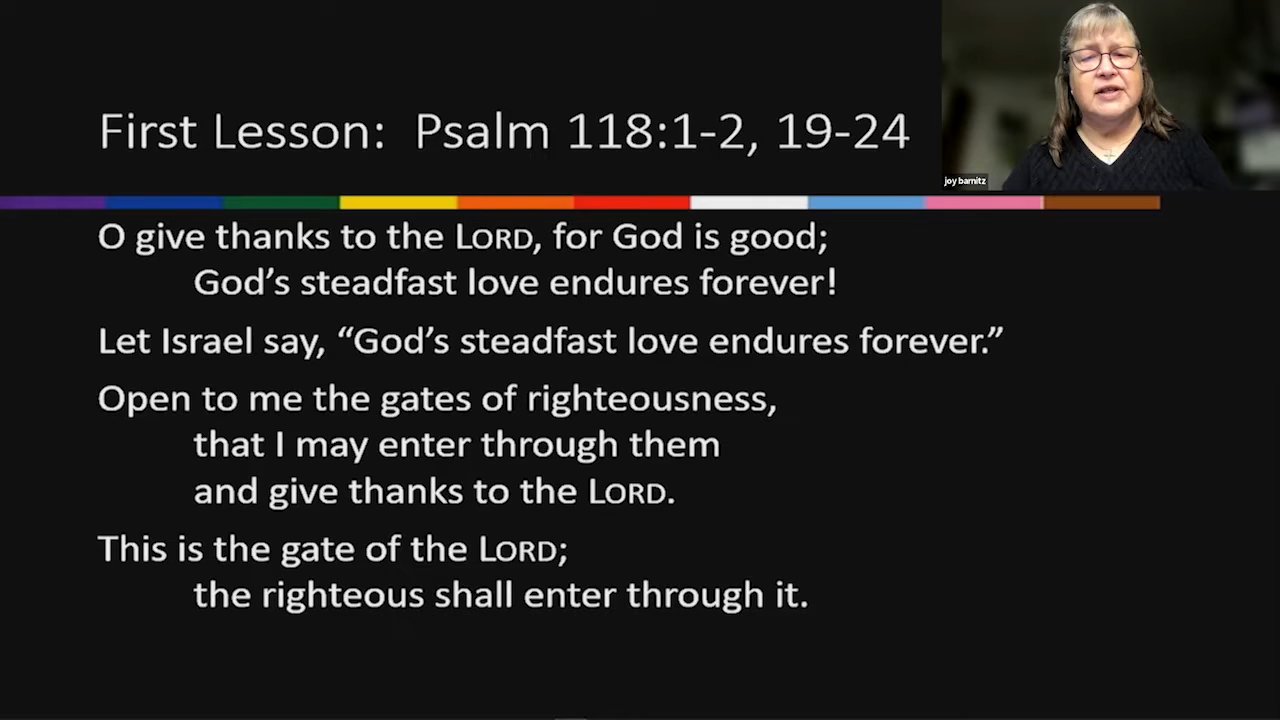 First Lesson:  Psalm 118:1-2, 19-24
joy barnitz
O give thanks to the LORD, for God is good;
God’s steadfast love endures forever!
Let Israel say, “God’s steadfast love endures forever.”
Open to me the gates of righteousness,
that I may enter through them
and give thanks to the LORD.
This is the gate of the LORD;
the righteous shall enter through it.